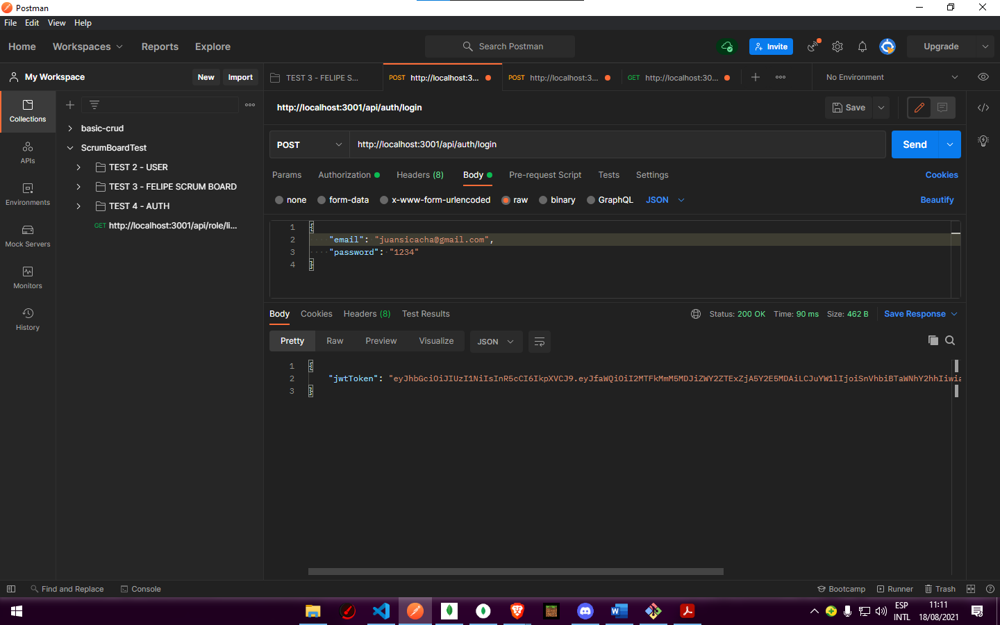 Postman
File Edit View Help
Home Workspaces Reports Explore
Search Postman
Invite
Upgrade
My Workspace
New Import
TEST 3 - FELIPE S...
POST http://localhost:3...
POST http://localhost:3...
GET http://localhost:30...
No Environment
Collections
APIs
Environments
Mock Servers
Monitors
History
basic-crud
ScrumBoardTest
TEST 2 - USER
TEST 3 - FELIPE SCRUM BOARD
TEST 4 - AUTH
GET http://localhost:3001/api/role/li...
http://localhost:3001/api/auth/login
Save
POST http://localhost:3001/api/auth/login
Send
Params Authorization Headers (8) Body Pre-request Script Tests Settings
Cookies
none form-data x-www-form-urlencoded raw binary GraphQL JSON
Beautify
1 {
2 "email": "juansicacha@gmail.com",
3 "password": "1234"
4 }
Body Cookies Headers (8) Test Results
Status: 200 OK Time: 90 ms Size: 462 B
Save Response
Pretty Raw Preview Visualize JSON
1 {
2 "jwtToken": "eyJhbGciOiJIUzI1NiIsInR5cCI6IkpXVCJ9.eyJfaWQiOiI2MTFkMmM5MDJiZWY2ZTExZjA5Y2E5MDAiLCJuYW1lIjoiSnVhbiBTaWNhY2hhIiwia
3 }
Find and Replace Console
Bootcamp Runner Trash
ESP
INTL
11:11
18/08/2021